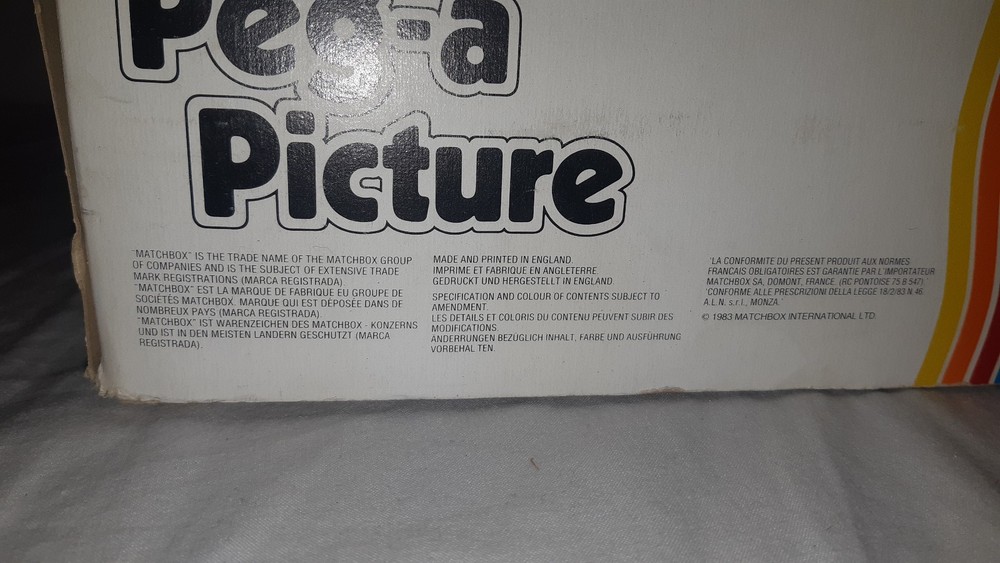 Peg-a
Picture
"MATCHBOX" IS THE TRADE NAME OF THE MATCHBOX GROUP
OF COMPANIES AND IS THE SUBJECT OF EXTENSIVE TRADE
MARK REGISTRATIONS (MARCA REGISTRADA).
"MATCHBOX" EST LA MARQUE DE FABRIQUE EU GROUPE DE
SOCIÉTÉS MATCHBOX. MARQUE QUI EST DÉPOSÉE DANS DE
NOMBREUX PAYS (MARCA REGISTRADA).
"MATCHBOX" IST WARENZEICHEN DES MATCHBOX - KONZERNS
UND IST IN DEN MEISTEN LANDERN GESCHUTZT (MARCA
REGISTRADA).
MADE AND PRINTED IN ENGLAND.
IMPRIME ET FABRIQUE EN ANGLETERRE.
GEDRUCKT UND HERGESTELLT IN ENGLAND.
SPECIFICATION AND COLOUR OF CONTENTS SUBJECT TO
AMENDMENT.
LES DETAILS ET COLORIS DU CONTENU PEUVENT SUBIR DES
MODIFICATIONS.
ANDERRUNGEN BEZÜGLICH INHALT, FARBE UND AUSFÜHRUNG
VORBEHAL TEN.
"LA CONFORMITE DU PRESENT PRODUIT AUX NORMES
FRANCAIS OBLIGATOIRES EST GARANTIE PAR L'IMPORTATEUR
MATCHBOX SA, DOMONT, FRANCE. (RC PONTOISE 75 B 547)
"CONFORME ALLE PRESCRIZIONI DELLA LEGGE 18/2/83 N.46
A.L.N. s.r.l., MONZA."
© 1983 MATCHBOX INTERNATIONAL LTD.